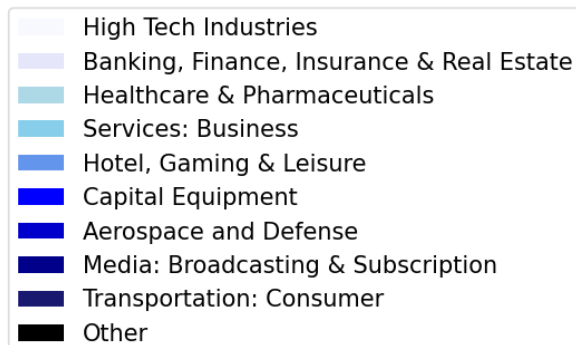 High Tech Industries
Banking, Finance, Insurance & Real Estate
Healthcare & Pharmaceuticals
Services: Business
Hotel, Gaming & Leisure
Capital Equipment
Aerospace and Defense
Media: Broadcasting & Subscription
Transportation: Consumer
Other